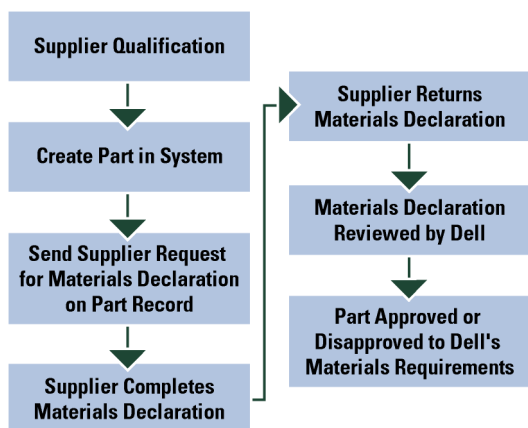 Supplier Qualification
Create Part in System
Send Supplier Request
for Materials Declaration
on Part Record
Supplier Completes
Materials Declaration
Supplier Returns
Materials Declaration
Materials Declaration
Reviewed by Dell
Part Approved or
Disapproved to Dell's
Materials Requirements